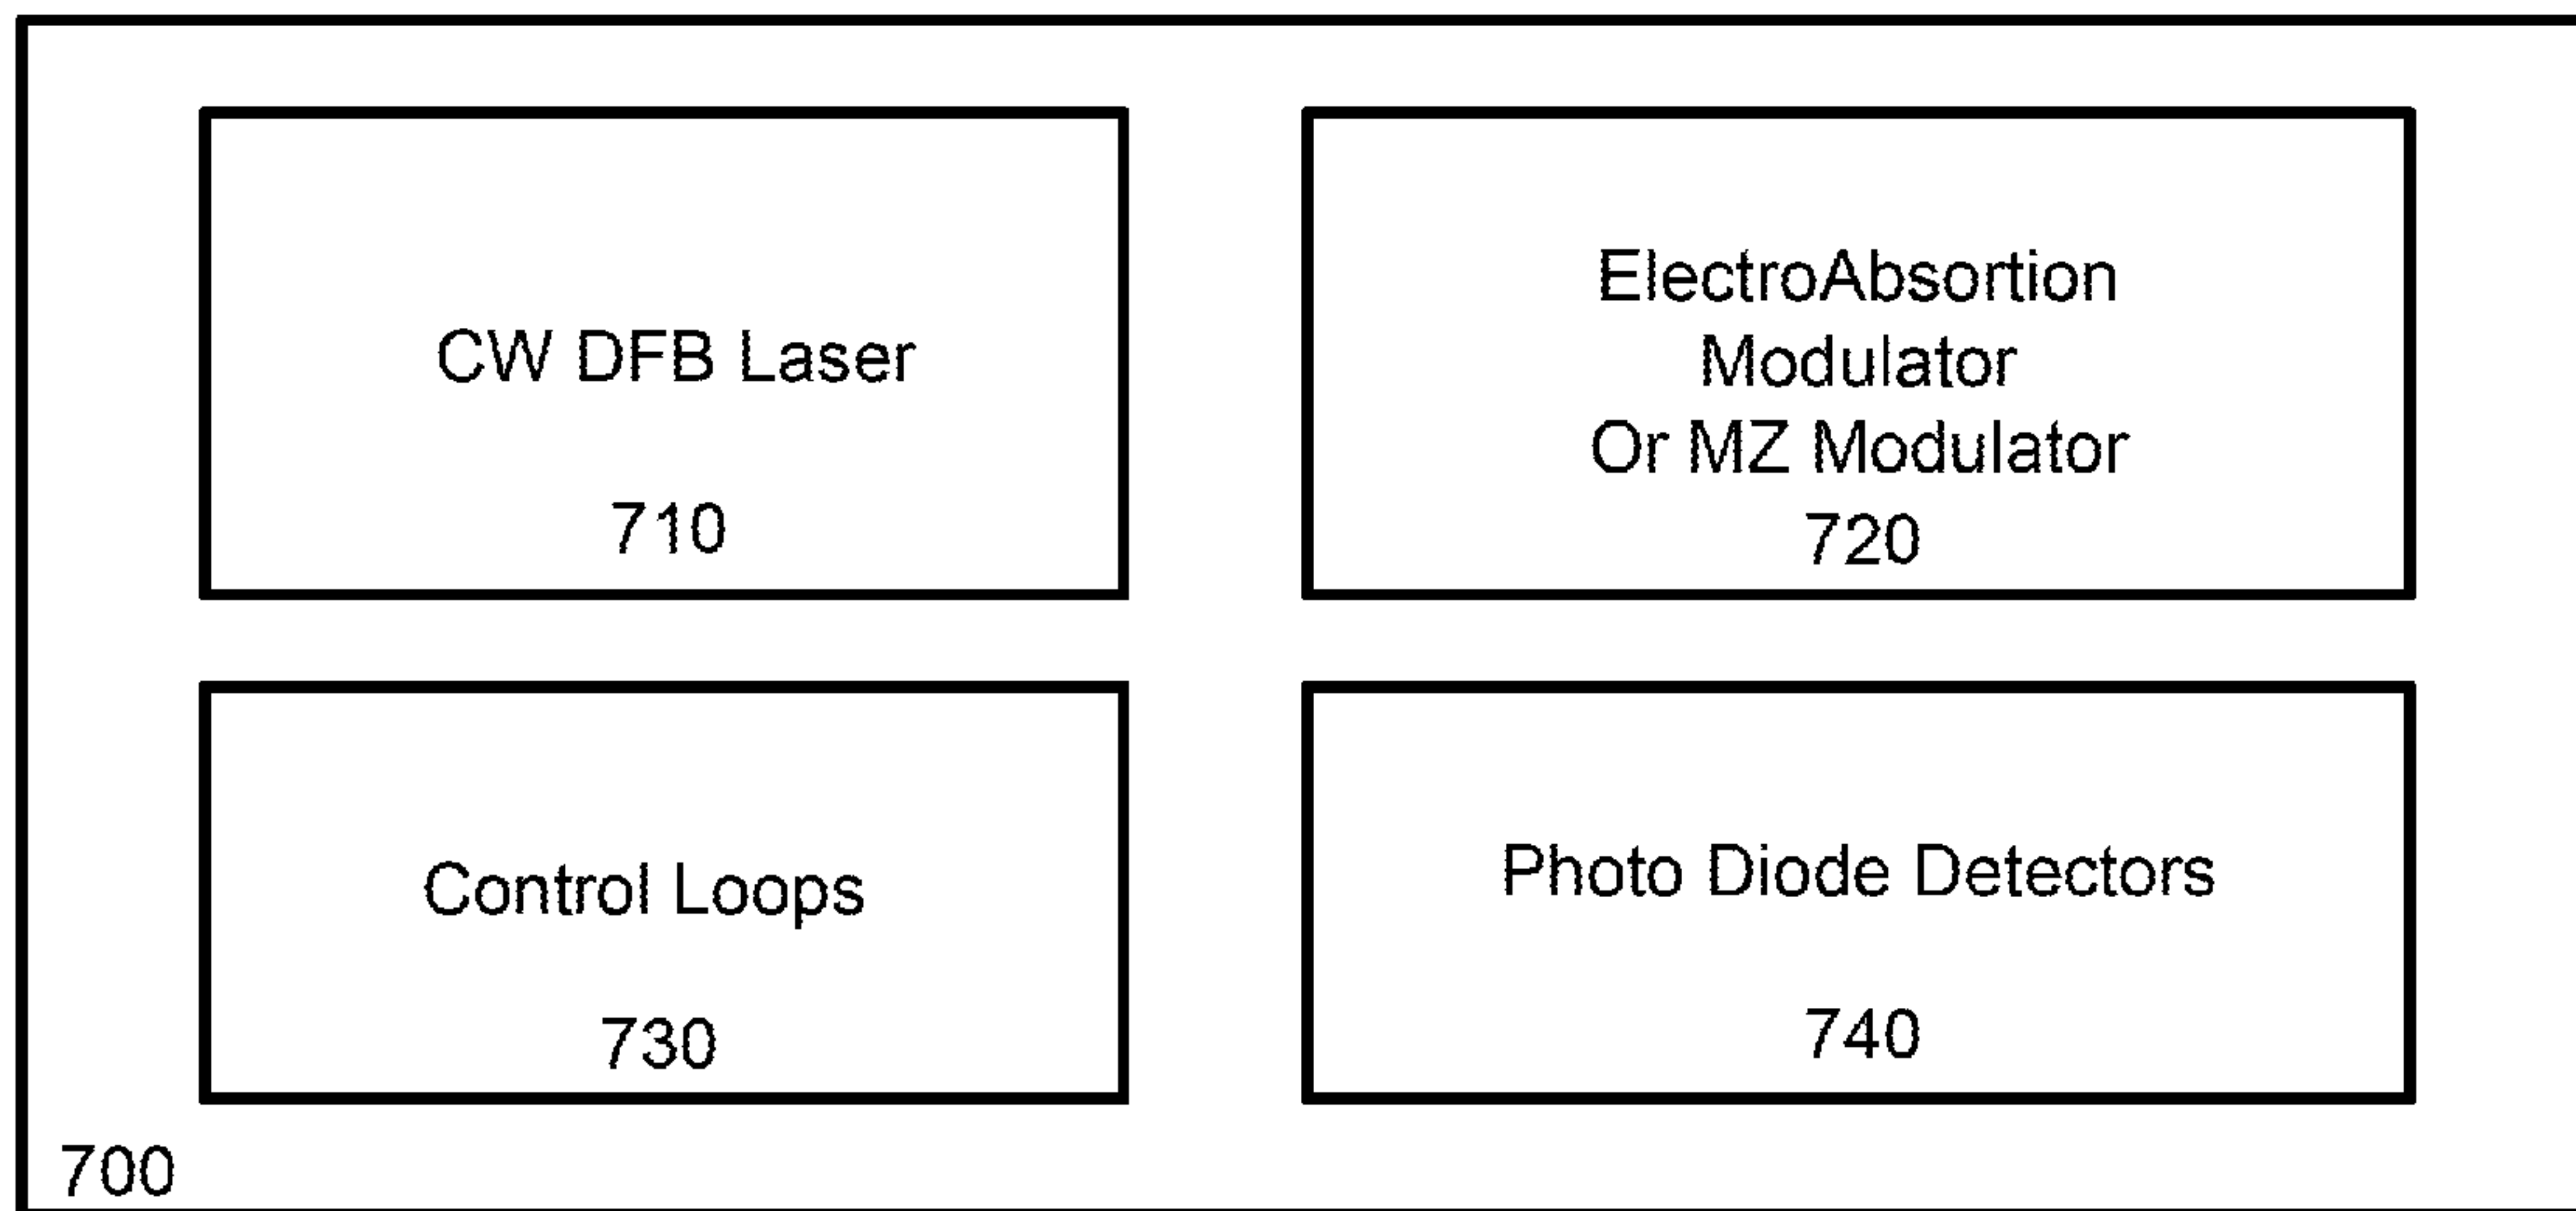 CW DFB Laser
710
ElectroAbsortion
Modulator
Or MZ Modulator
720
Control Loops
730
Photo Diode Detectors
740
700